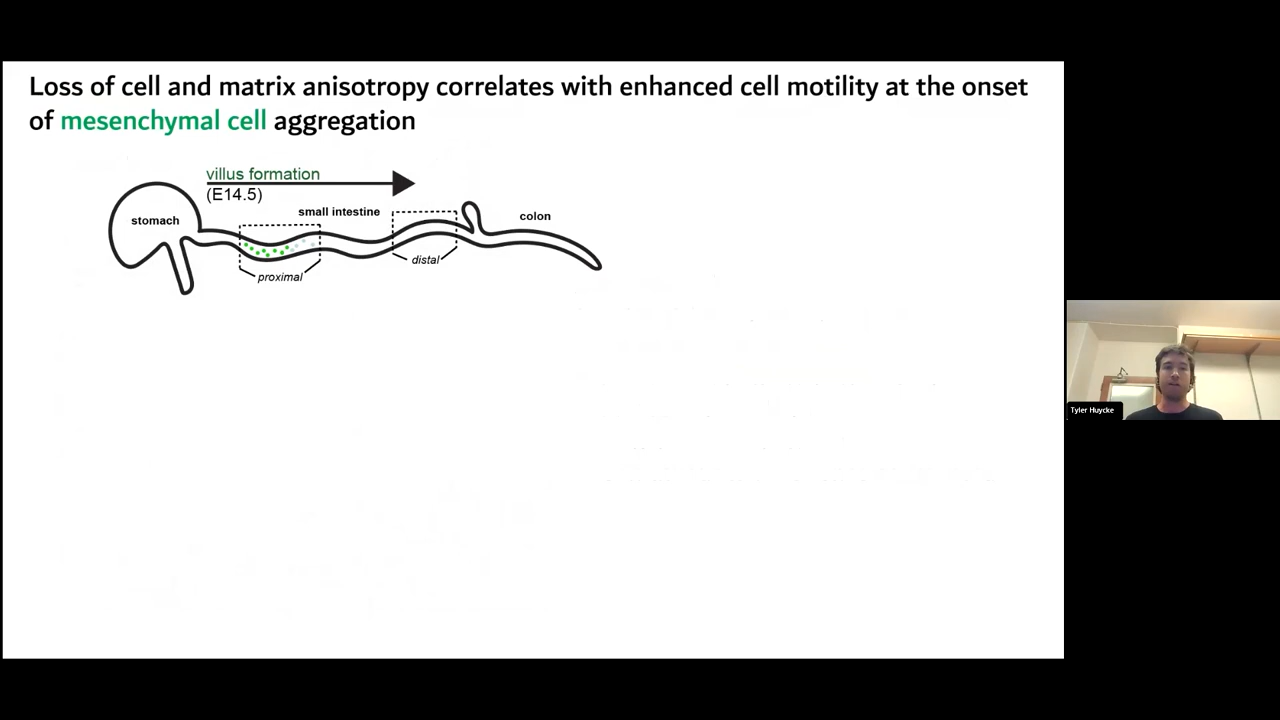 Loss of cell and matrix anisotropy correlates with enhanced cell motility at the onset
of mesenchymal cell aggregation
villus formation
(E14.5)
stomach
small intestine
colon
distal
proximal
Tyler Huycke